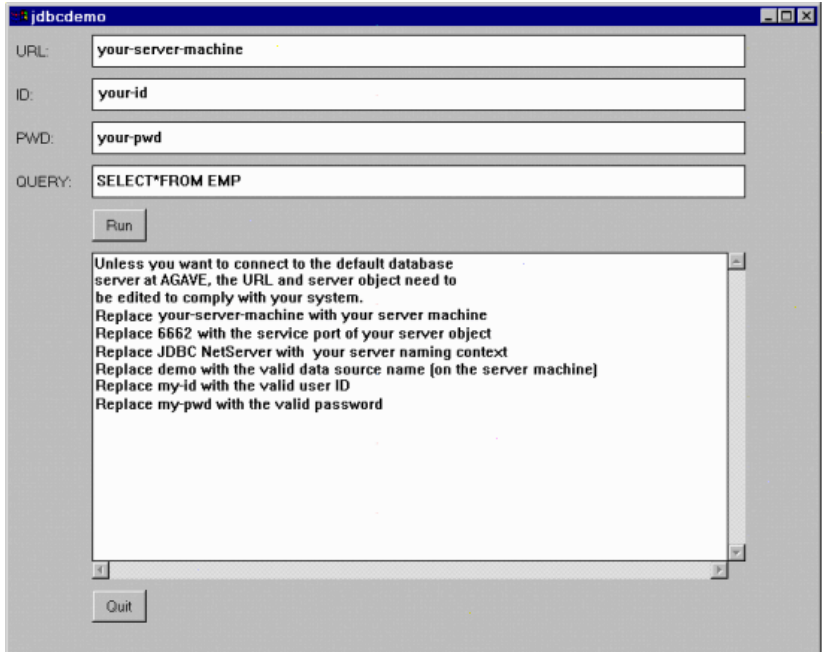 jdbcdemo
URL: your-server-machine
ID: your-id
PWD: your-pwd
QUERY: SELECT*FROM EMP
Run
Unless you want to connect to the default database
server at AGAVE, the URL and server object need to
be edited to comply with your system.
Replace your-server-machine with your server machine
Replace 6662 with the service port of your server object
Replace JDBC NetServer with your server naming context
Replace demo with the valid data source name (on the server machine)
Replace my-id with the valid user ID
Replace my-pwd with the valid password
Quit